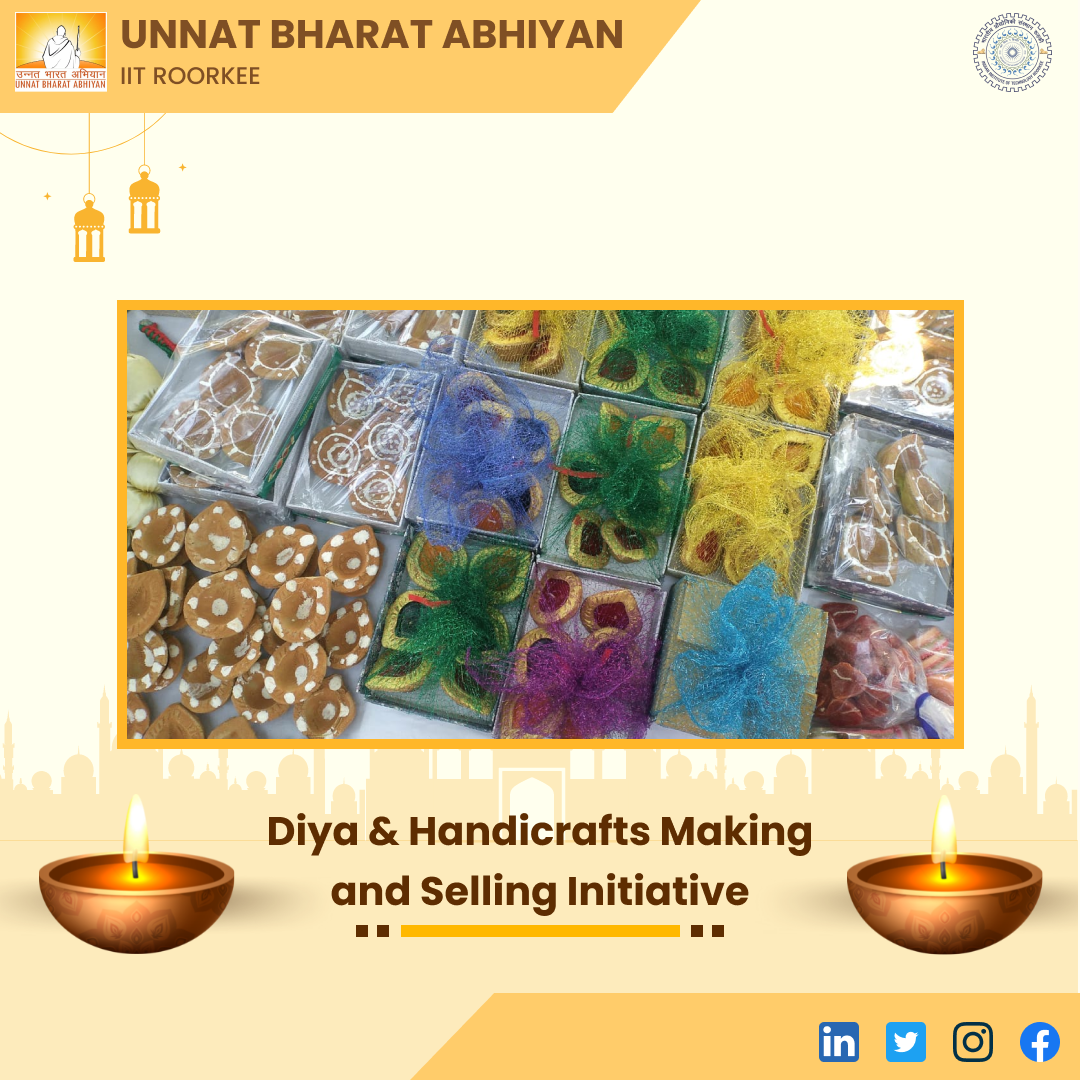 UNNAT BHARAT ABHIYAN
IIT ROORKEE
उन्नत भारत अभियान
UNNAT BHARAT ABHIYAN
Diya & Handicrafts Making
and Selling Initiative